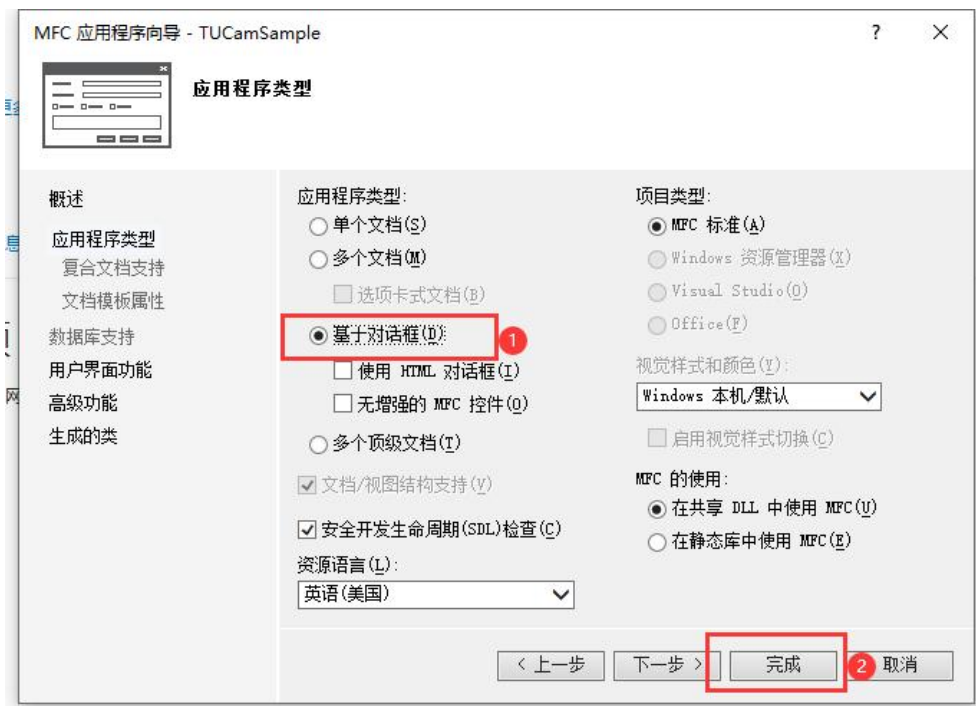 MFC 应用程序向导 - TUCamSample
?
应用程序类型
概述
应用程序类型
复合文档支持
文档模板属性
数据库支持
用户界面功能
高级功能
生成的类
应用程序类型:
单个文档(S)
多个文档(M)
选项卡式文档(B)
基于对话框(D)
1
使用 HTML 对话框(I)
无增强的 MFC 控件(O)
多个顶级文档(T)
文档/视图结构支持(V)
安全开发生命周期(SDL)检查(C)
资源语言(L):
英语(美国)
项目类型:
MFC 标准(A)
Windows 资源管理器(X)
Visual Studio(O)
Office(F)
视觉样式和颜色(Y):
Windows 本机/默认
启用视觉样式切换(C)
MFC 的使用:
在共享 DLL 中使用 MFC(U)
在静态库中使用 MFC(E)
< 上一步
下一步 >
完成
2
取消
息
网